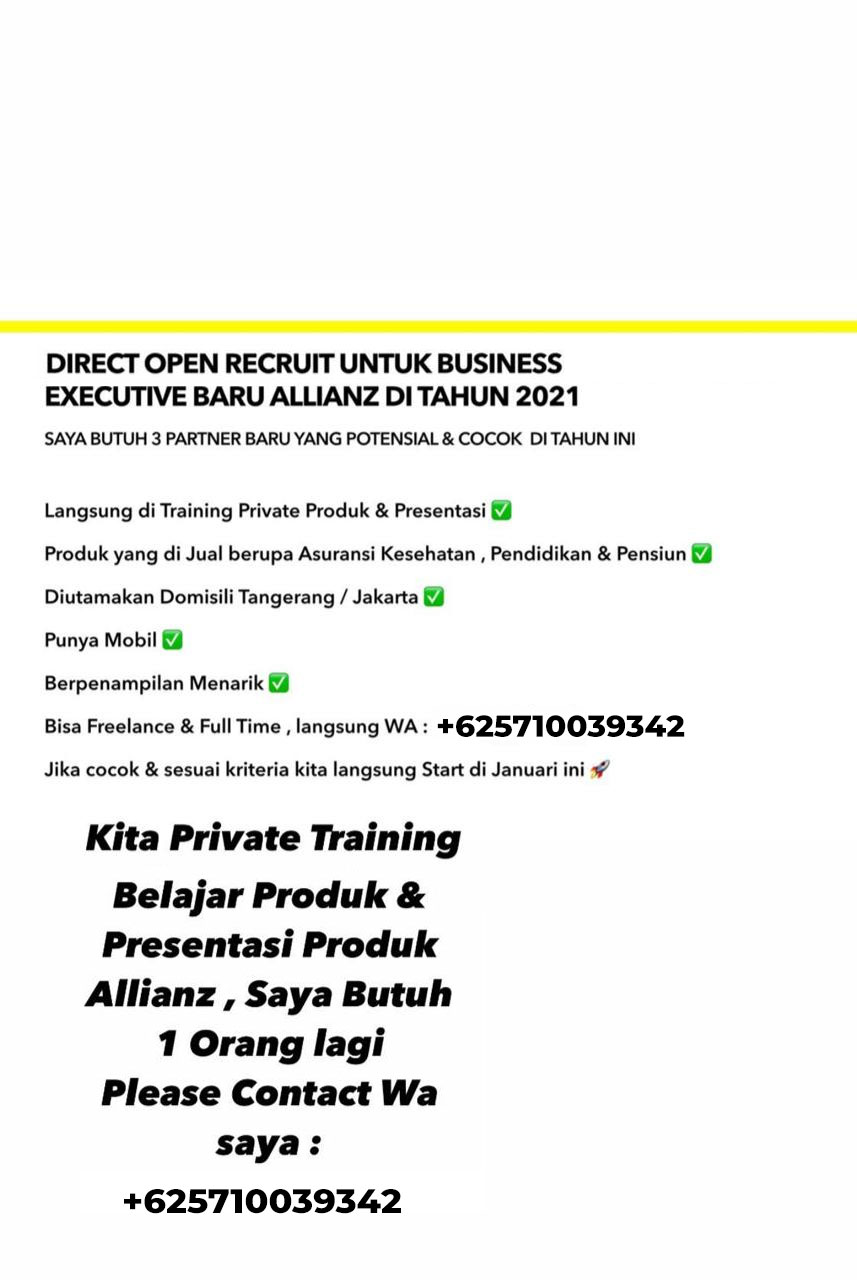 DIRECT OPEN RECRUIT UNTUK BUSINESS
EXECUTIVE BARU ALLIANZ DI TAHUN 2021
SAYA BUTUH 3 PARTNER BARU YANG POTENSIAL & COCOK DI TAHUN INI
Langsung di Training Private Produk & Presentasi ✅
Produk yang di Jual berupa Asuransi Kesehatan , Pendidikan & Pensiun ✅
Diutamakan Domisili Tangerang / Jakarta ✅
Punya Mobil ✅
Berpenampilan Menarik ✅
Bisa Freelance & Full Time , langsung WA : +625710039342
Jika cocok & sesuai kriteria kita langsung Start di Januari ini 🚀
Kita Private Training
Belajar Produk &
Presentasi Produk
Allianz , Saya Butuh
1 Orang lagi
Please Contact Wa
saya :
+625710039342